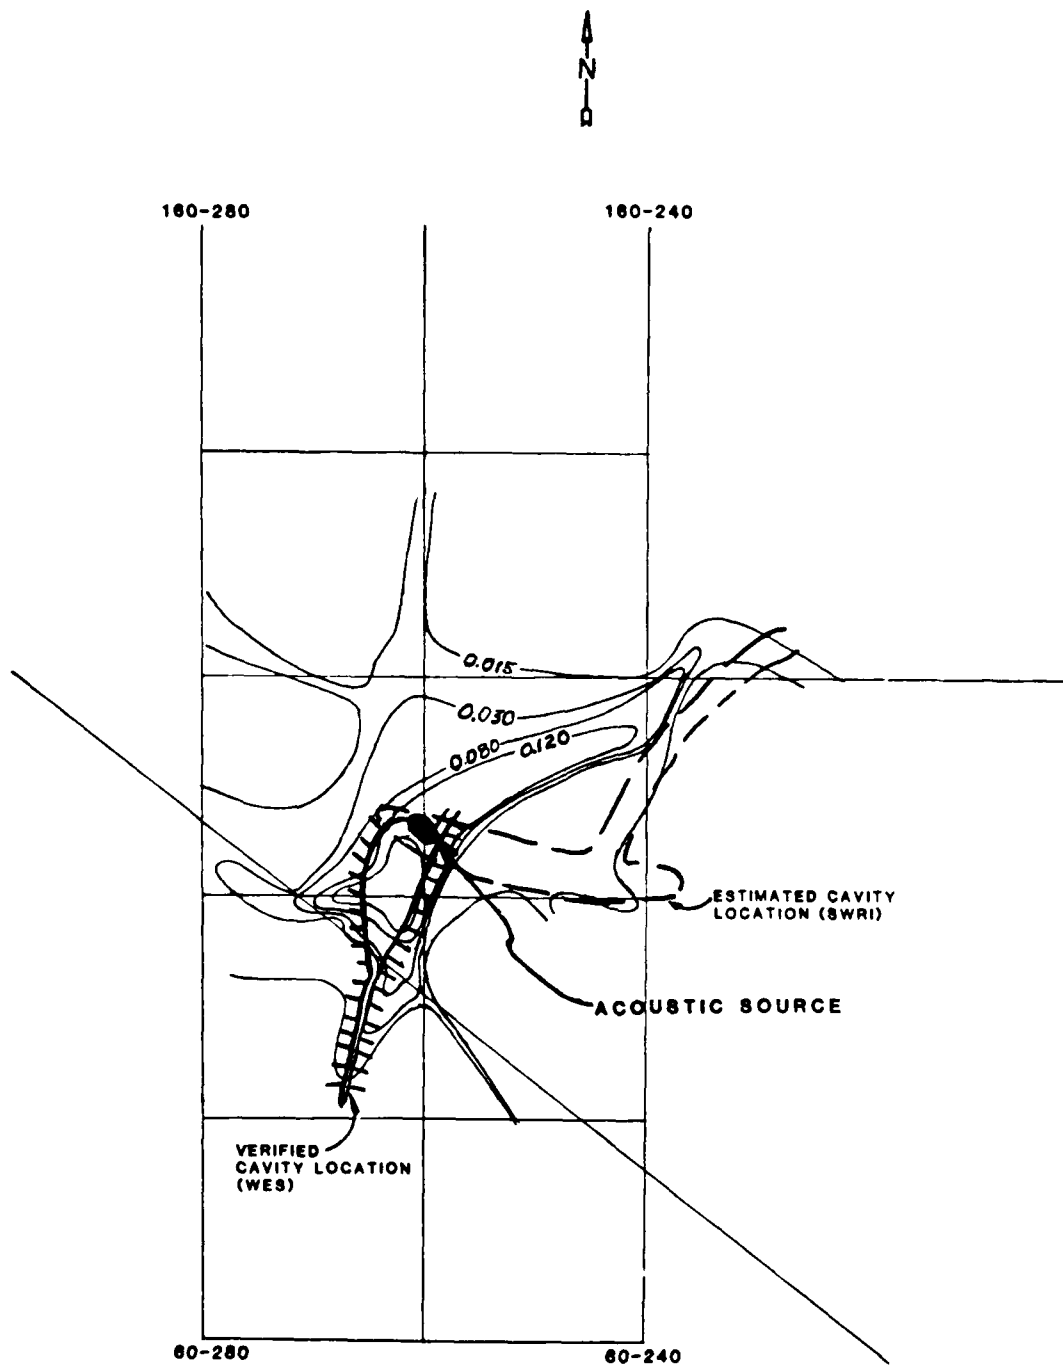 N
160-280
160-240
0.015
0.030
0.080
0.120
ESTIMATED CAVITY
LOCATION (SWRI)
ACOUSTIC SOURCE
VERIFIED
CAVITY LOCATION
(WES)
60-280
60-240